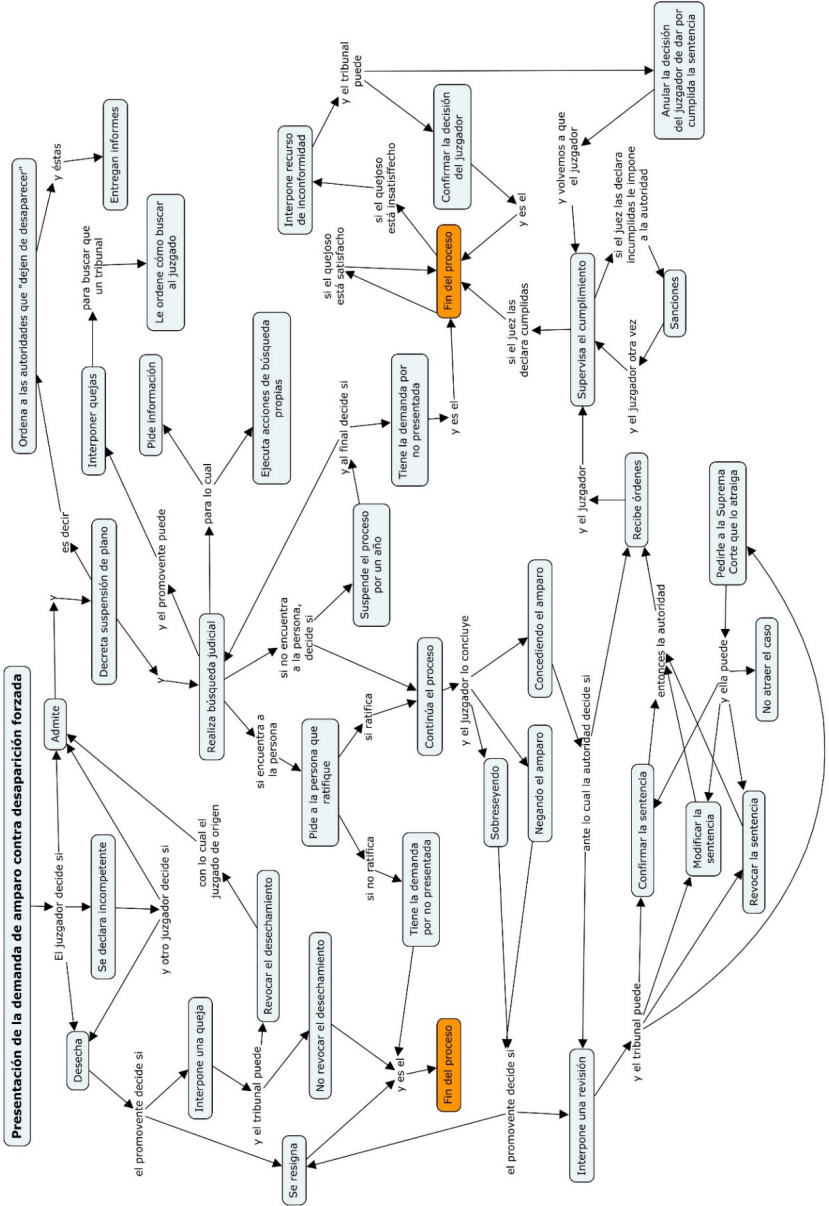 Presentación de la demanda de amparo contra desaparición forzada
El juzgador decide si
Desecha
Se declara incompetente
Admite
y otro juzgador decide si
el promovente decide si
Interpone una queja
y el tribunal puede
Revocar el desechamiento
con lo cual el
juzgado de origen
No revocar el desechamiento
Se resigna
y es el
Fin del proceso
y
Decreta suspensión de plano
es decir
Ordena a las autoridades que "dejen de desaparecer"
y éstas
Entregan informes
y
Realiza búsqueda judicial
y el promovente puede
Interponer quejas
para buscar que
un tribunal
Le ordene cómo buscar
al juzgado
para lo cual
Pide información
Ejecuta acciones de búsqueda
propias
si encuentra a
la persona
Pide a la persona que
ratifique
si no ratifica
Tiene la demanda
por no presentada
si ratifica
si no encuentra
a la persona,
decide si
Suspende el proceso
por un año
y al final decide si
Tiene la demanda por
no presentada
y es el
Continúa el proceso
y el juzgador lo concluye
Sobreseyendo
Negando el amparo
Concediendo el amparo
el promovente decide si
ante lo cual la autoridad decide si
Interpone una revisión
y el tribunal puede
Confirmar la sentencia
Modificar la
sentencia
Revocar la sentencia
entonces la autoridad
Recibe órdenes
Pedirle a la Suprema
Corte que lo atraiga
y ella puede
No atraer el caso
y el juzgador
Supervisa el cumplimiento
si el juez las
declara cumplidas
si el juez las declara
incumplidas le impone
a la autoridad
Sanciones
y el juzgador otra vez
Fin del proceso
si el quejoso
está satisfacho
si el quejoso
está insatisffecho
Interpone recurso
de inconformidad
y el tribunal
puede
Confirmar la decisión
del juzgador
y es el
Anular la decisión
del juzgador de dar por
cumplida la sentencia
y volvemos a que
el juzgador